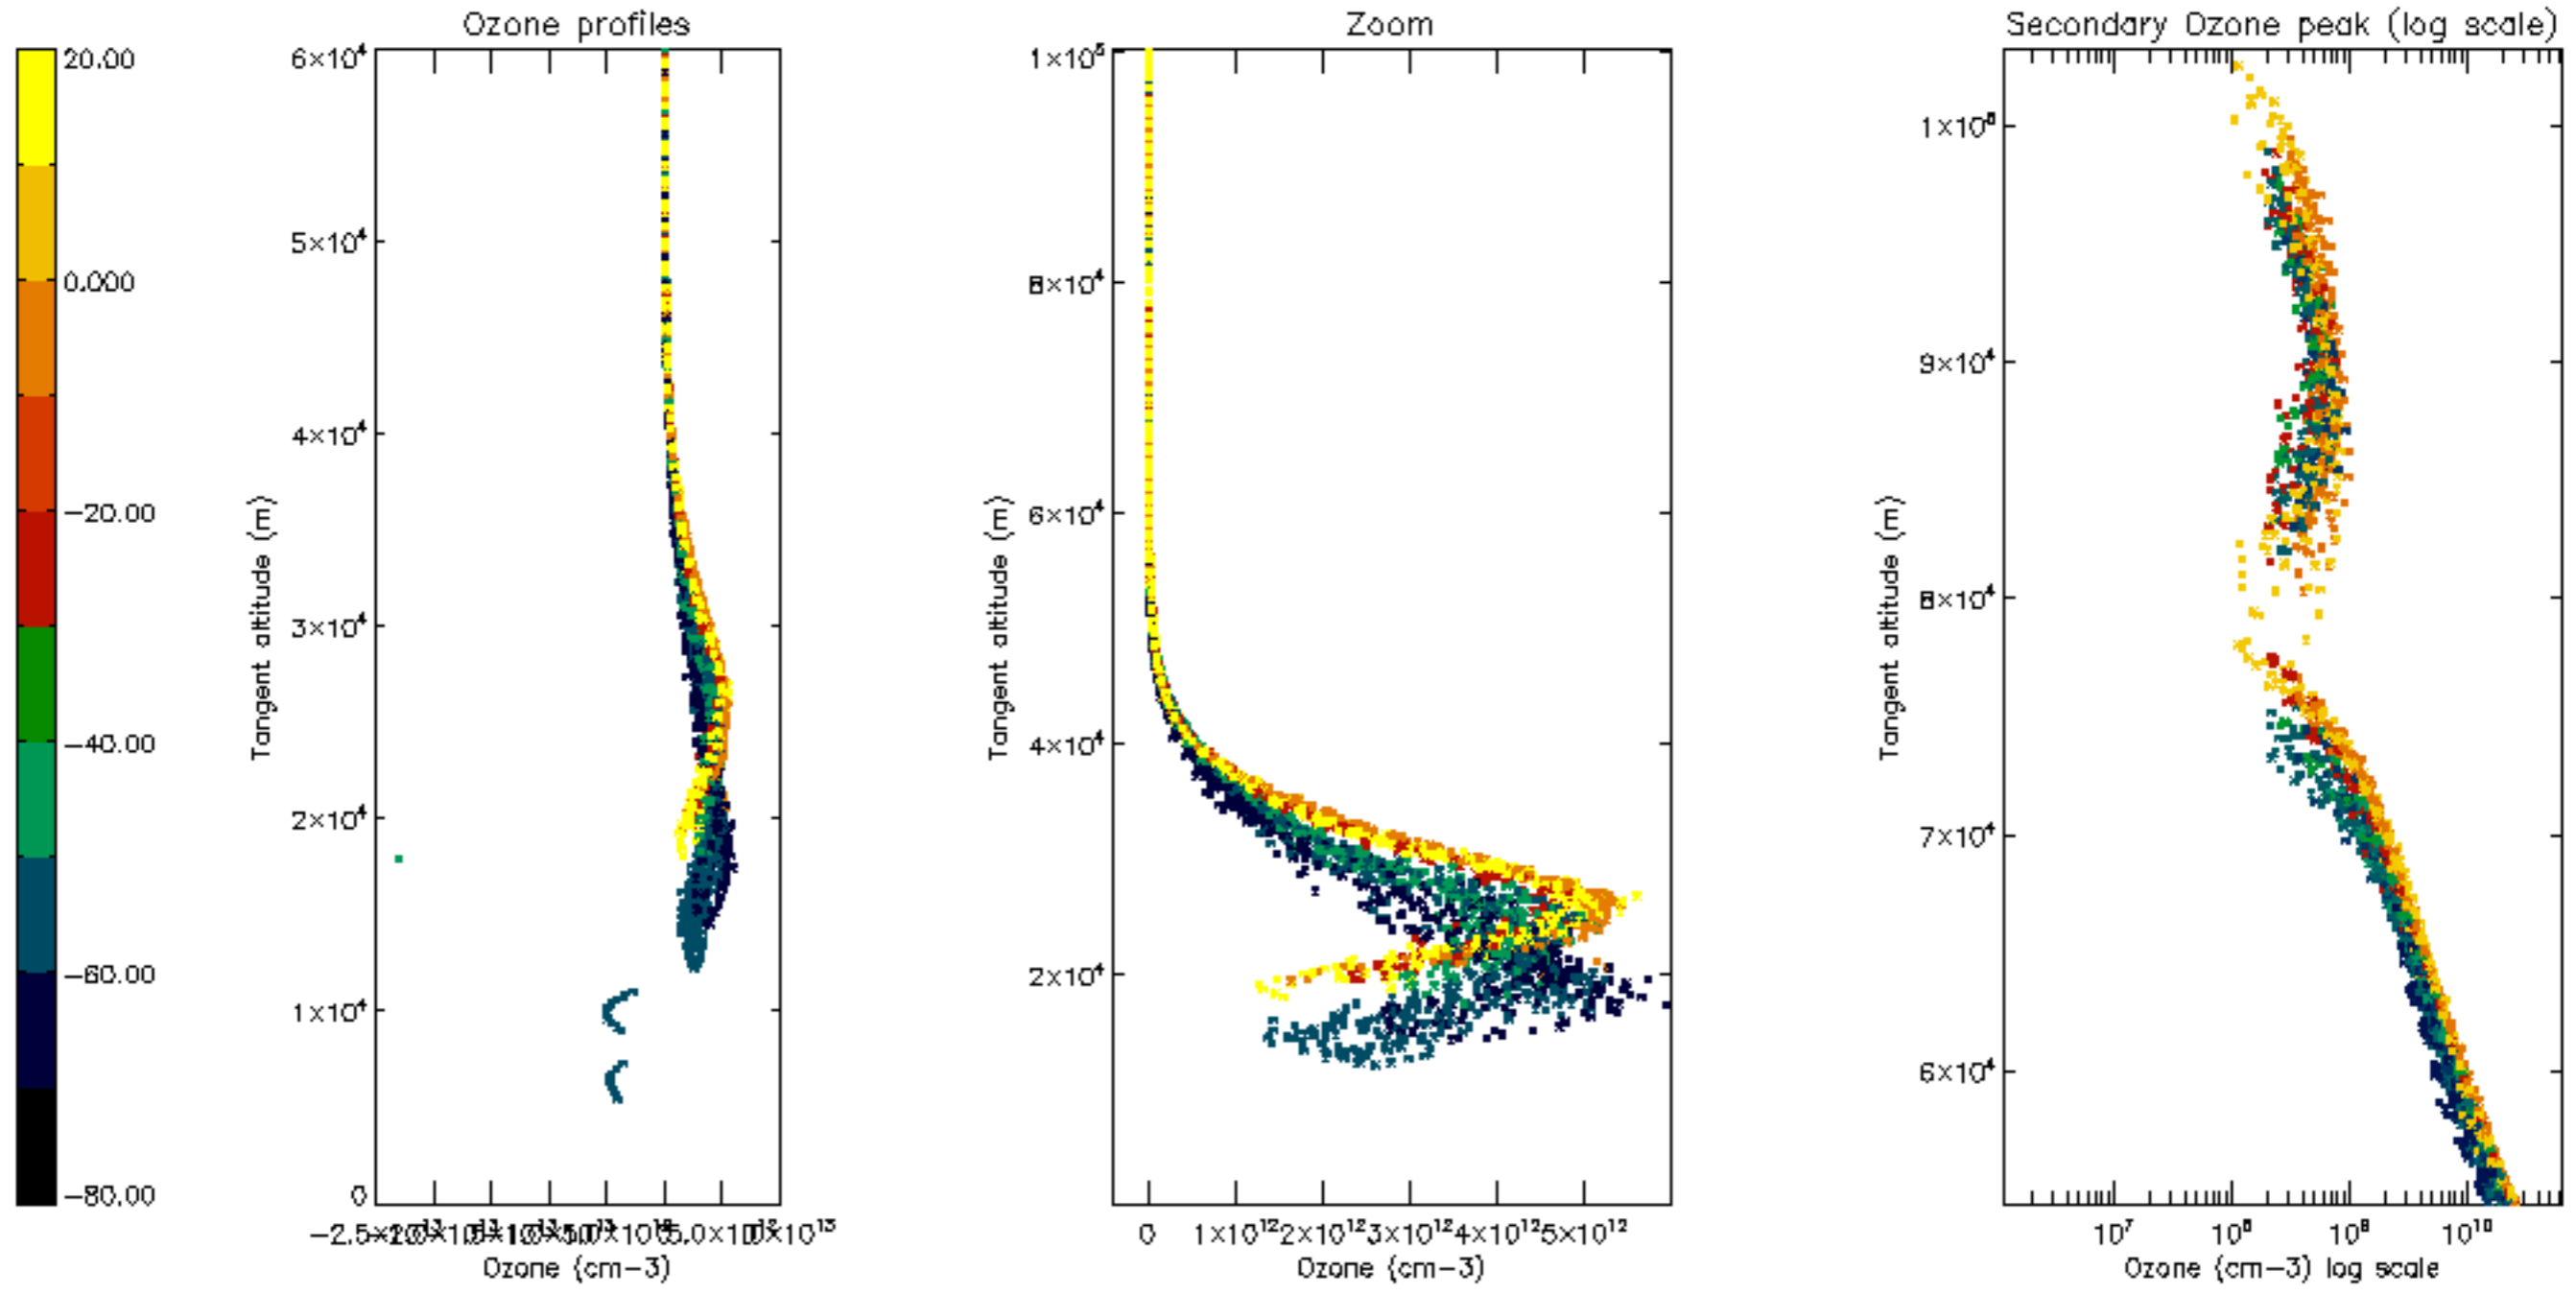 Ozone profiles
Zoom
Secondary Ozone peak (log scale)
20.00
0.000
−20.00
−40.00
−60.00
−80.00
6×10⁴
5×10⁴
4×10⁴
3×10⁴
2×10⁴
1×10⁴
0
Tangent altitude (m)
Ozone (cm−3)
1×10⁵
8×10⁴
6×10⁴
4×10⁴
2×10⁴
Tangent altitude (m)
0 1×10¹² 2×10¹² 3×10¹² 4×10¹² 5×10¹²
Ozone (cm−3)
1×10⁵
9×10⁴
8×10⁴
7×10⁴
6×10⁴
Tangent altitude (m)
10⁷ 10⁸ 10⁹ 10¹⁰
Ozone (cm−3) log scale